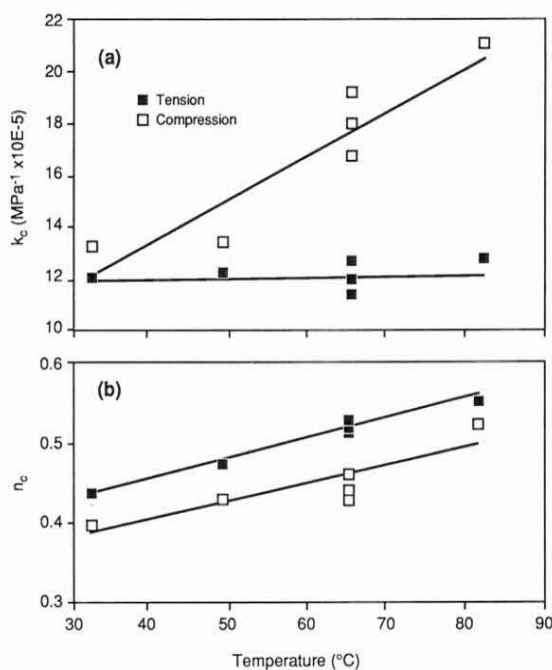 (a)
Tension
Compression
k_c (MPa⁻¹ x10E-5)
22
20
18
16
14
12
10
(b)
n_c
0.6
0.5
0.4
0.3
30 40 50 60 70 80 90
Temperature (°C)